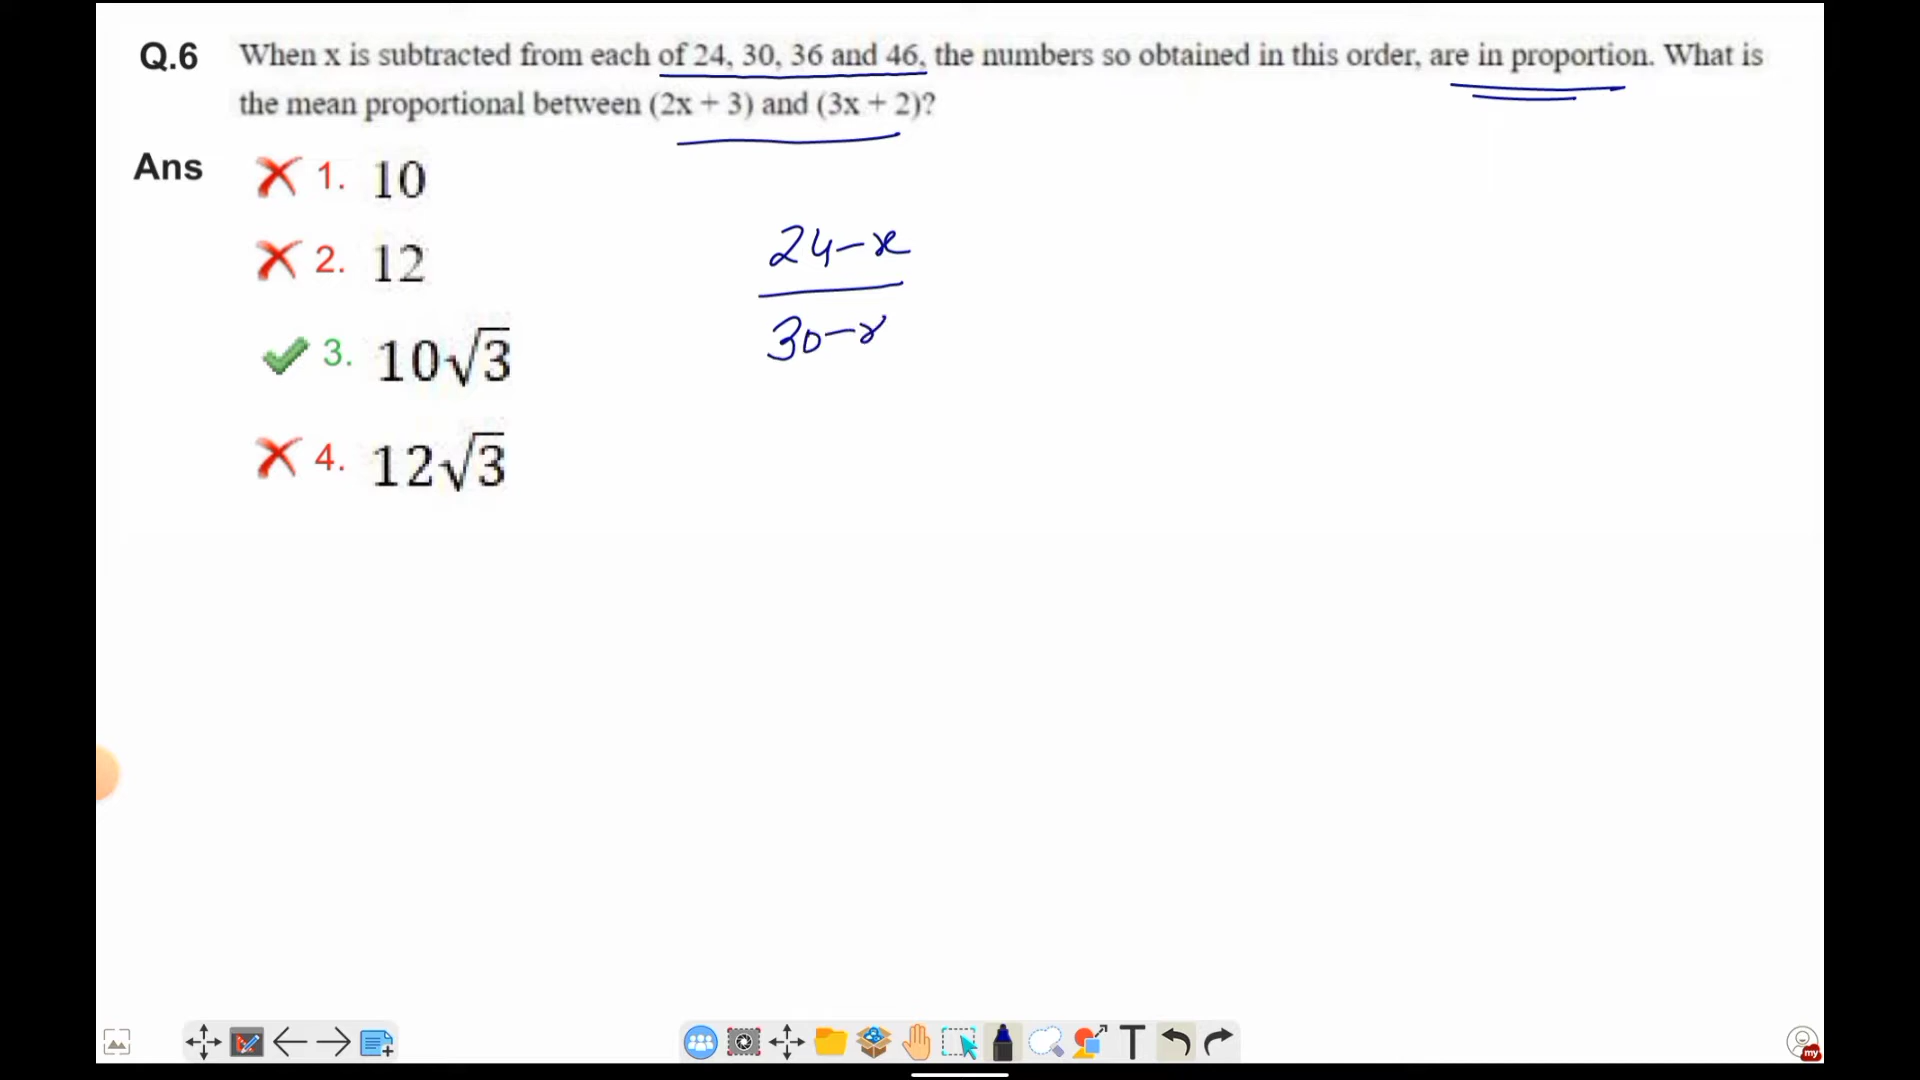 Q.6 When x is subtracted from each of 24, 30, 36 and 46, the numbers so obtained in this order, are in proportion. What is
the mean proportional between (2x + 3) and (3x + 2)?
Ans 1. 10
2. 12
3. 10√3
4. 12√3
24-x
30-x
T
my